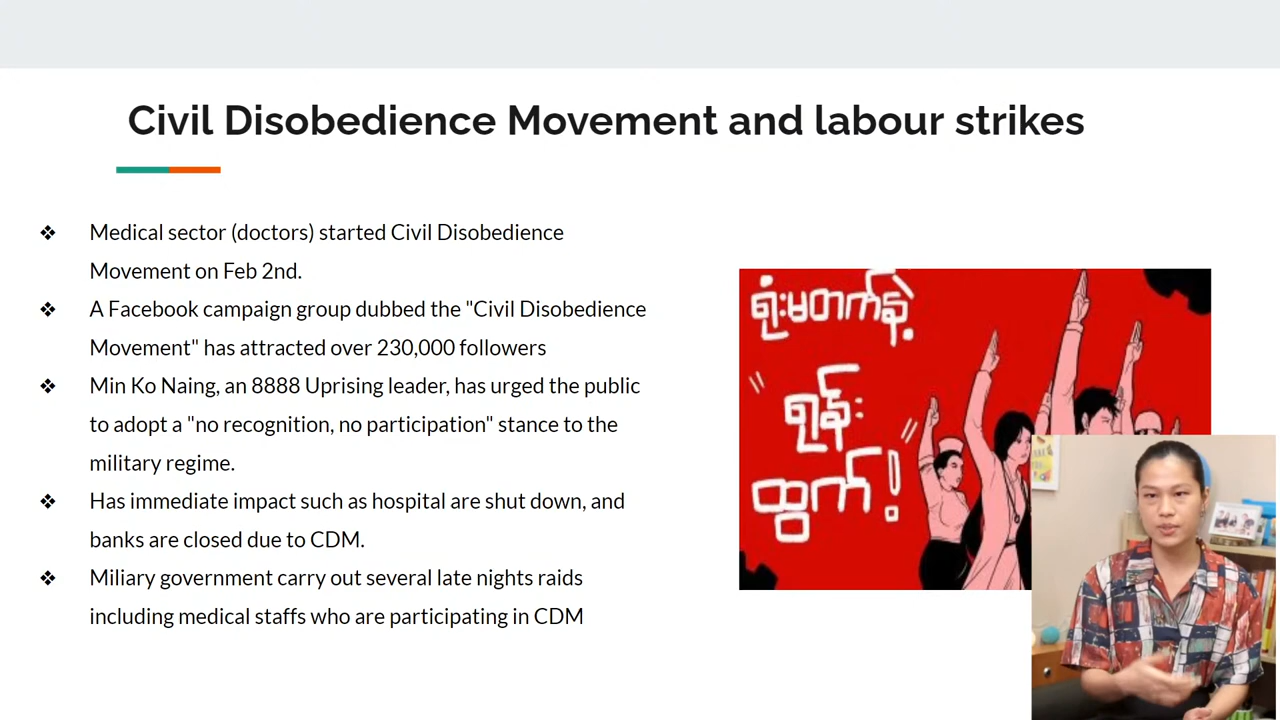 Civil Disobedience Movement and labour strikes
❖ Medical sector (doctors) started Civil Disobedience
Movement on Feb 2nd.
❖ A Facebook campaign group dubbed the "Civil Disobedience
Movement" has attracted over 230,000 followers
❖ Min Ko Naing, an 8888 Uprising leader, has urged the public
to adopt a "no recognition, no participation" stance to the
military regime.
❖ Has immediate impact such as hospital are shut down, and
banks are closed due to CDM.
❖ Miliary government carry out several late nights raids
including medical staffs who are participating in CDM
ရုံးမတက်နဲ့
ရုန်း
ထွက်!